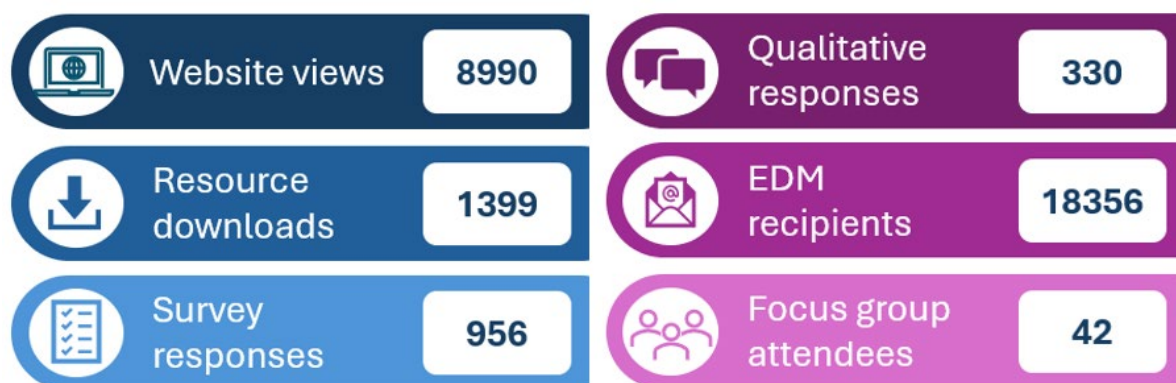 Website views
8990
Resource
downloads
1399
Survey
responses
956
Qualitative
responses
330
EDM
recipients
18356
Focus group
attendees
42